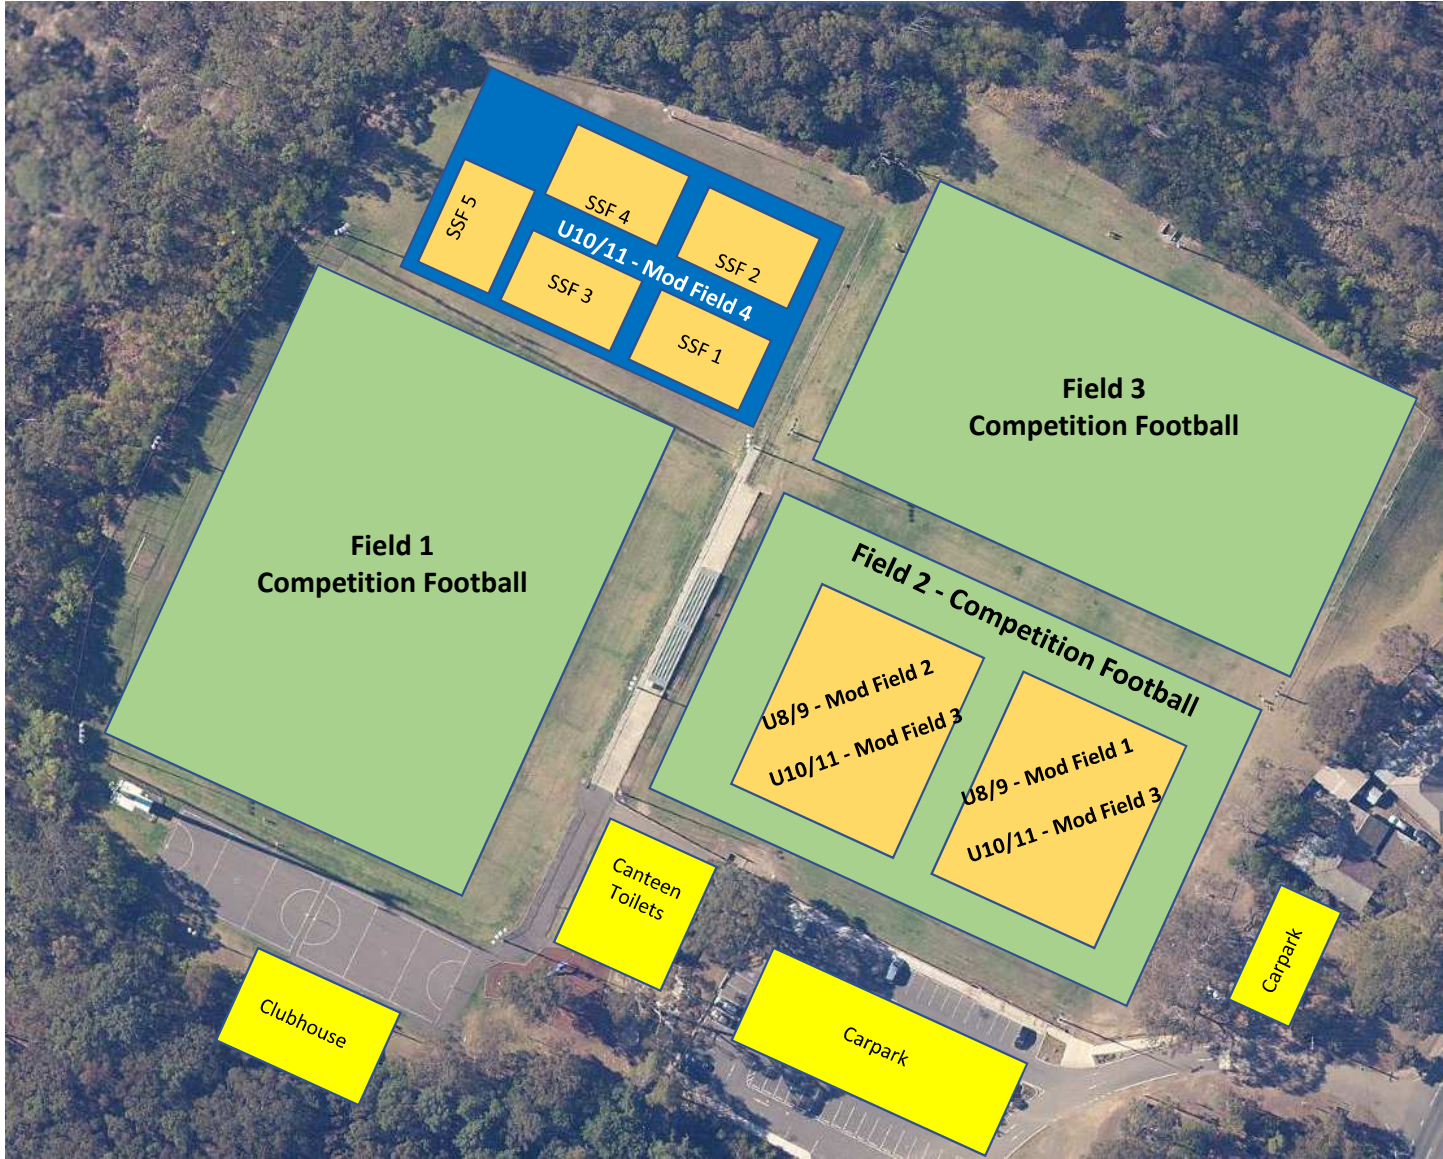 SSF 5
SSF 4
SSF 2
U10/11 - Mod Field 4
SSF 3
SSF 1
Field 3
Competition Football
Field 1
Competition Football
Field 2 - Competition Football
U8/9 - Mod Field 2
U10/11 - Mod Field 3
U8/9 - Mod Field 1
U10/11 - Mod Field 3
Canteen
Toilets
Clubhouse
Carpark
Carpark